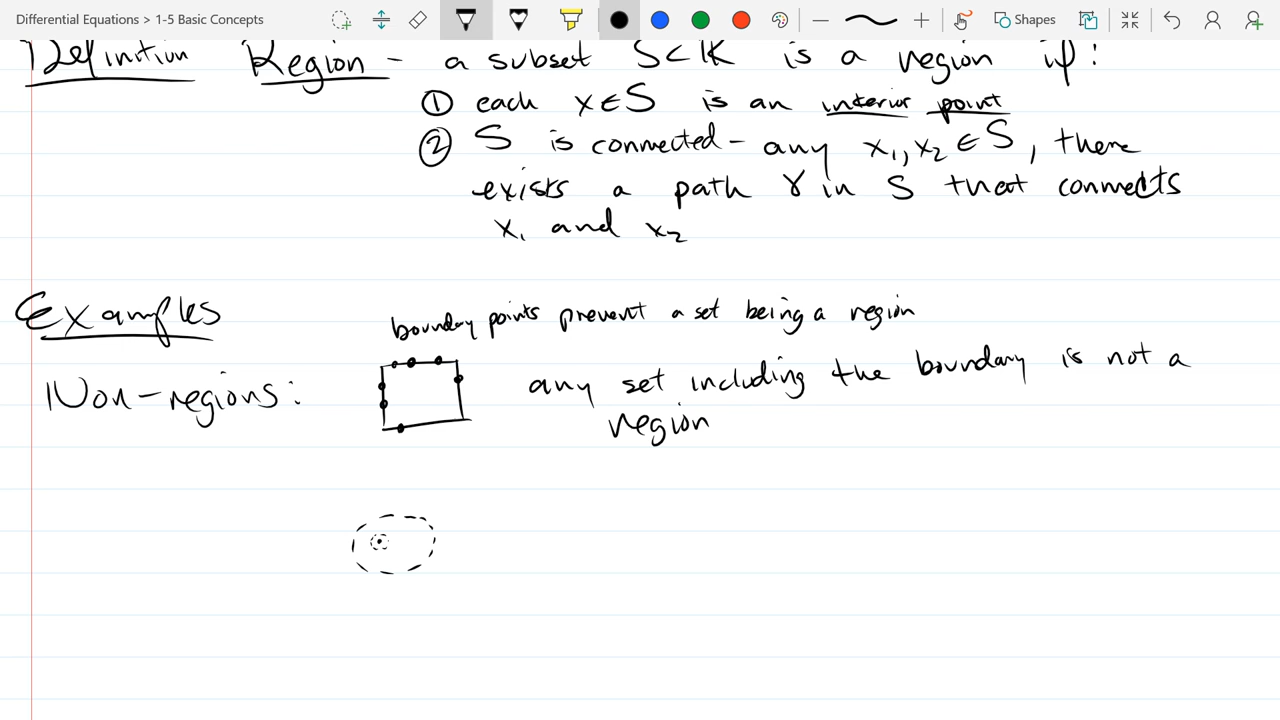 Differential Equations > 1-5 Basic Concepts
Shapes
Definition Region - a subset S⊂ℝ is a region if:
① each x∈S is an interior point
② S is connected - any x₁, x₂ ∈ S, there
exists a path γ in S that connects
x₁ and x₂
Examples
boundary points prevent a set being a region
Non-regions:
any set including the boundary is not a
region